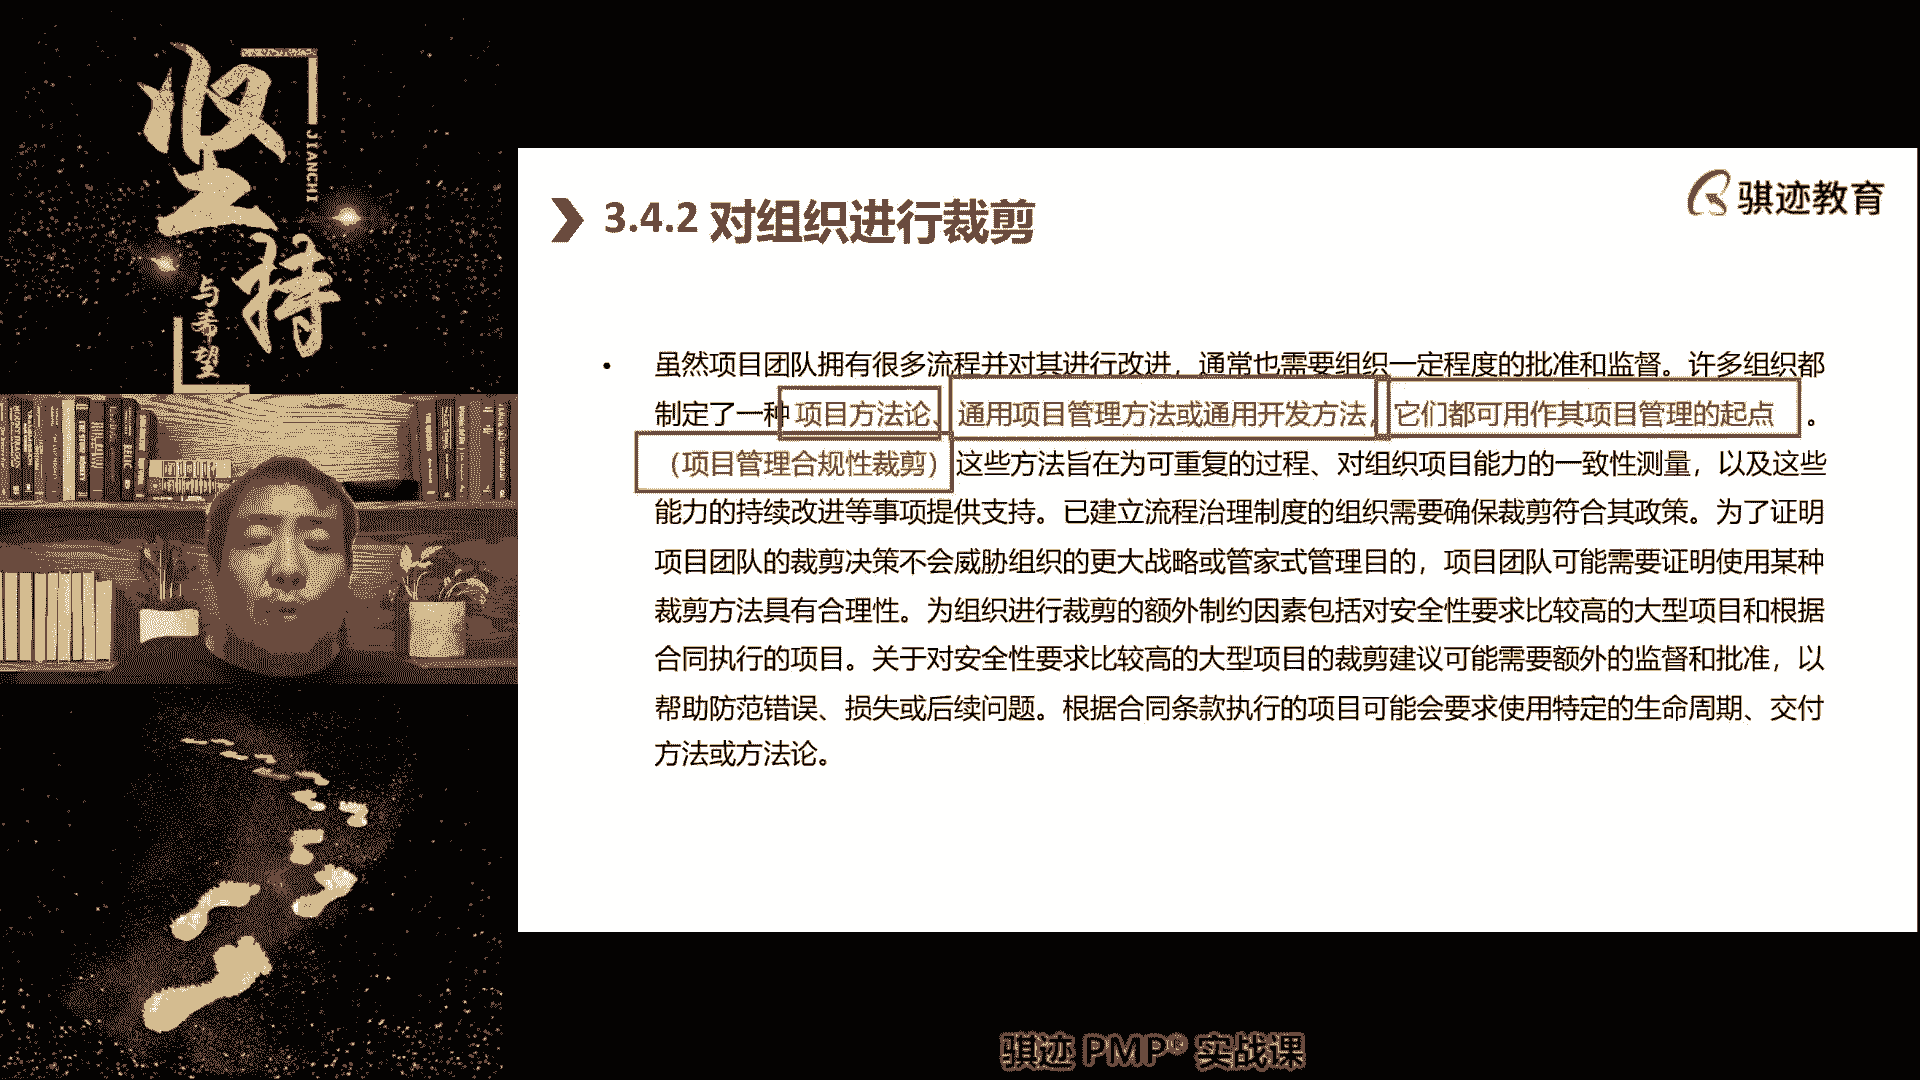 坚持
JIANCHI
与希望
骐迹教育
3.4.2 对组织进行裁剪
• 虽然项目团队拥有很多流程并对其进行改进，通常也需要组织一定程度的批准和监督。许多组织都
制定了一种 项目方法论、通用项目管理方法或通用开发方法，它们都可用作其项目管理的起点 。
（项目管理合规性裁剪）这些方法旨在为可重复的过程、对组织项目能力的一致性测量，以及这些
能力的持续改进等事项提供支持。已建立流程治理制度的组织需要确保裁剪符合其政策。为了证明
项目团队的裁剪决策不会威胁组织的更大战略或管家式管理目的，项目团队可能需要证明使用某种
裁剪方法具有合理性。为组织进行裁剪的额外制约因素包括对安全性要求比较高的大型项目和根据
合同执行的项目。关于对安全性要求比较高的大型项目的裁剪建议可能需要额外的监督和批准，以
帮助防范错误、损失或后续问题。根据合同条款执行的项目可能会要求使用特定的生命周期、交付
方法或方法论。
骐迹 PMP® 实战课